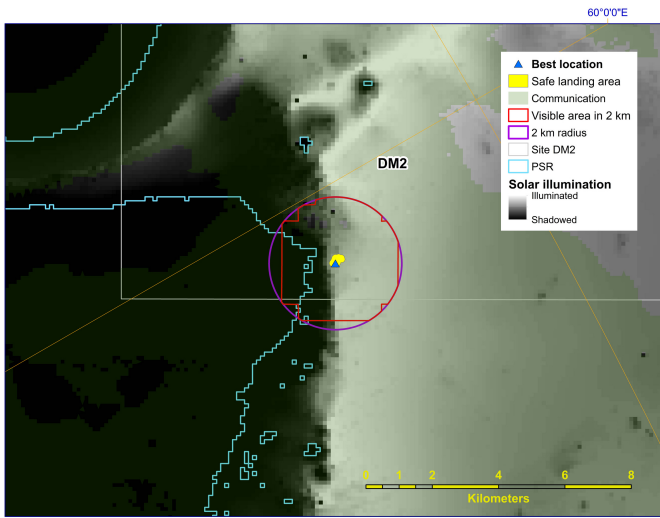 60°0'0"E
Best location
Safe landing area
Communication
Visible area in 2 km
2 km radius
Site DM2
PSR
Solar illumination
Illuminated
Shadowed
DM2
0 1 2 4 6 8
Kilometers